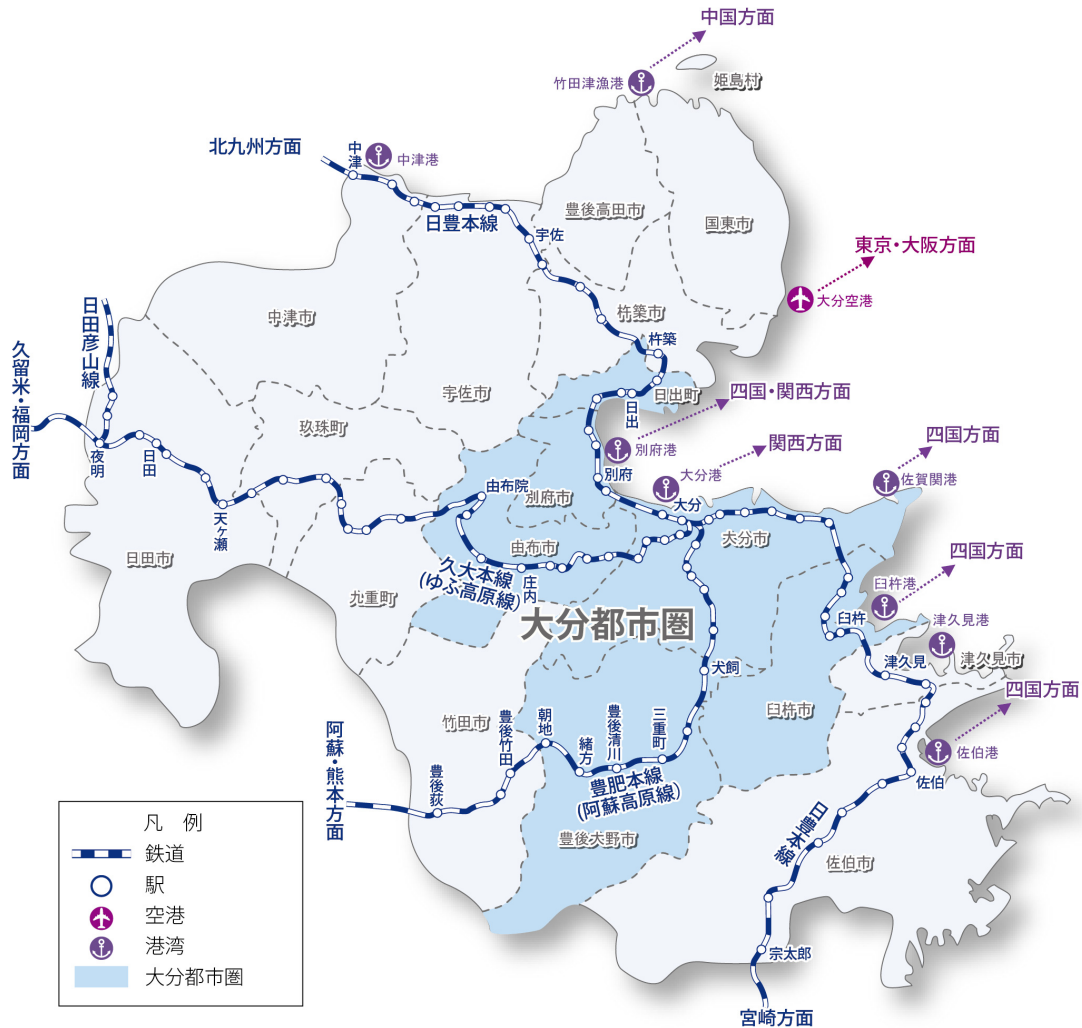 中国方面
竹田津漁港
姫島村
北九州方面
中津
中津港
日豊本線
豊後高田市
国東市
宇佐
東京・大阪方面
大分空港
杵築市
杵築
中津市
日田彦山線
久留米・福岡方面
宇佐市
玖珠町
日出
日出町
四国・関西方面
別府港
関西方面
大分港
四国方面
佐賀関港
夜明
日田
天ヶ瀬
日田市
由布院
別府市
別府
大分
大分市
由布市
久大本線
(ゆふ高原線)
庄内
九重町
大分都市圏
四国方面
臼杵港
臼杵
津久見港
津久見
津久見市
四国方面
佐伯港
佐伯
犬飼
臼杵市
竹田市
阿蘇・熊本方面
豊後荻
豊後竹田
朝地
緒方
豊後清川
三重町
豊肥本線
(阿蘇高原線)
豊後大野市
日豊本線
佐伯市
宗太郎
宮崎方面
凡　例
鉄道
駅
空港
港湾
大分都市圏